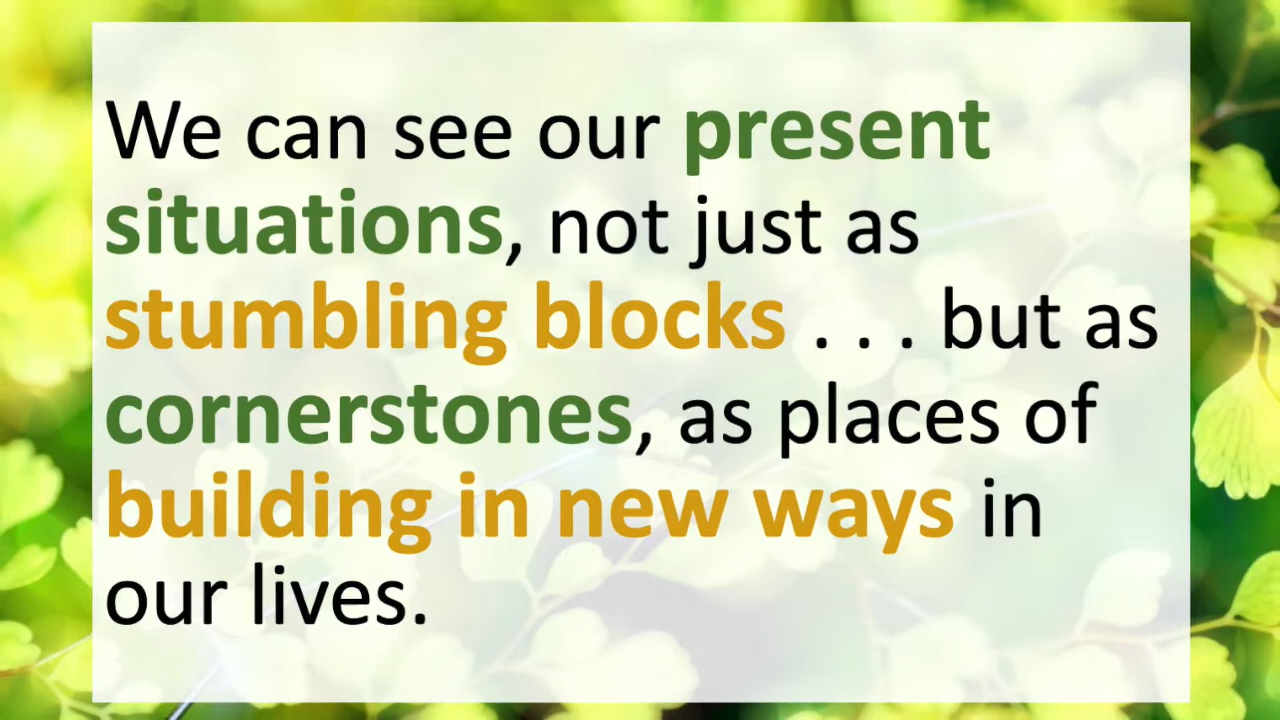 We can see our present
situations, not just as
stumbling blocks . . . but as
cornerstones, as places of
building in new ways in
our lives.